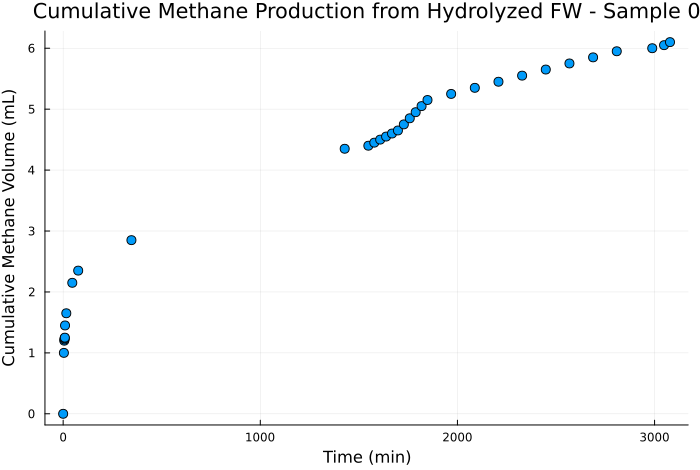 Cumulative Methane Production from Hydrolyzed FW - Sample 0
Cumulative Methane Volume (mL)
6
5
4
3
2
1
0
0 1000 2000 3000
Time (min)